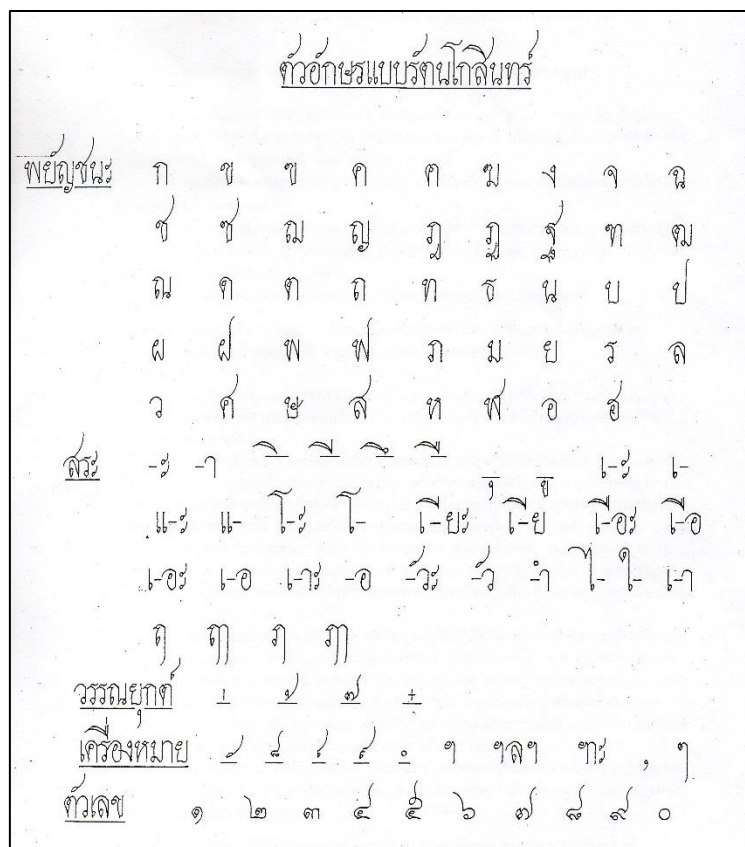 ตัวอักษรแบบรัตนโกสินทร์
พยัญชนะ ก ข ฃ ค ฅ ฆ ง จ ฉ
ช ซ ฌ ญ ฎ ฏ ฐ ฑ ฒ
ณ ด ต ถ ท ธ น บ ป
ผ ฝ พ ฟ ภ ม ย ร ล
ว ศ ษ ส ห ฬ อ ฮ
สระ -ะ -า -ิ -ี -ึ -ื -ุ -ู เ-ะ เ-
แ-ะ แ- โ-ะ โ- เ-ียะ เ-ีย เ-ือะ เ-ือ
เ-อะ เ-อ เ-าะ -อ -ัวะ -ัว -ำ ไ- ใ- เ-า
ฤ ฤๅ ฦ ฦๅ
วรรณยุกต์ -่ -้ -๊ -๋
เครื่องหมาย -ั -็ -์ ฯ ฯลฯ ฯะ , ๆ
ตัวเลข ๑ ๒ ๓ ๔ ๕ ๖ ๗ ๘ ๙ ๐